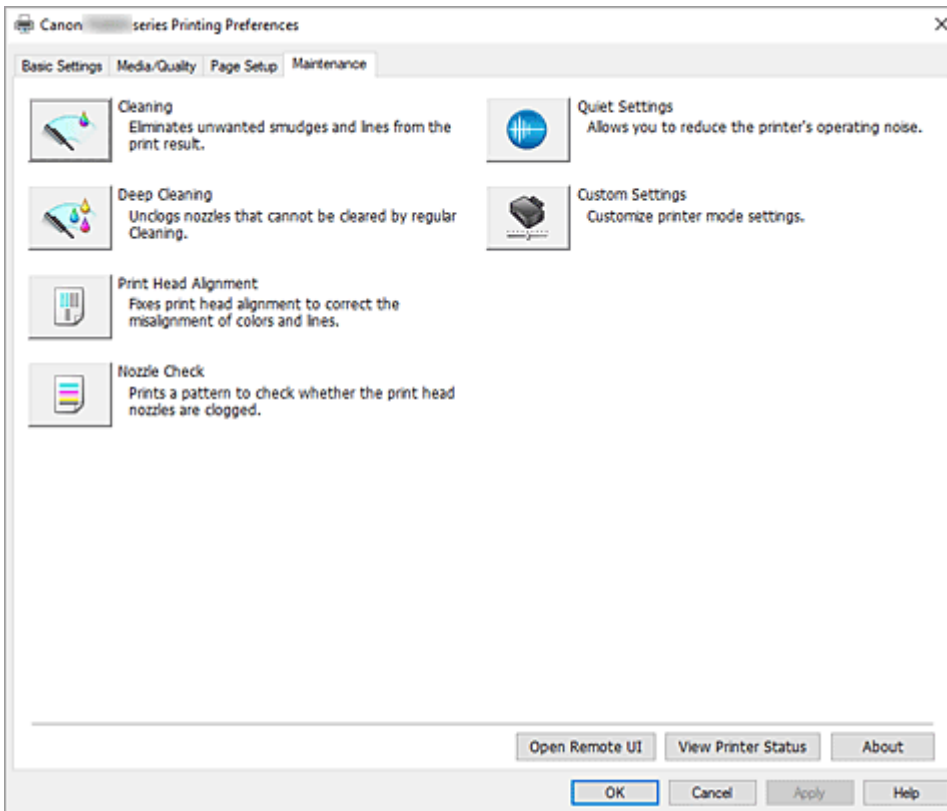 Canon series Printing Preferences
Basic Settings Media/Quality Page Setup Maintenance
Cleaning
Eliminates unwanted smudges and lines from the
print result.
Deep Cleaning
Unclogs nozzles that cannot be cleared by regular
Cleaning.
Print Head Alignment
Fixes print head alignment to correct the
misalignment of colors and lines.
Nozzle Check
Prints a pattern to check whether the print head
nozzles are clogged.
Quiet Settings
Allows you to reduce the printer's operating noise.
Custom Settings
Customize printer mode settings.
Open Remote UI View Printer Status About
OK Cancel Apply Help